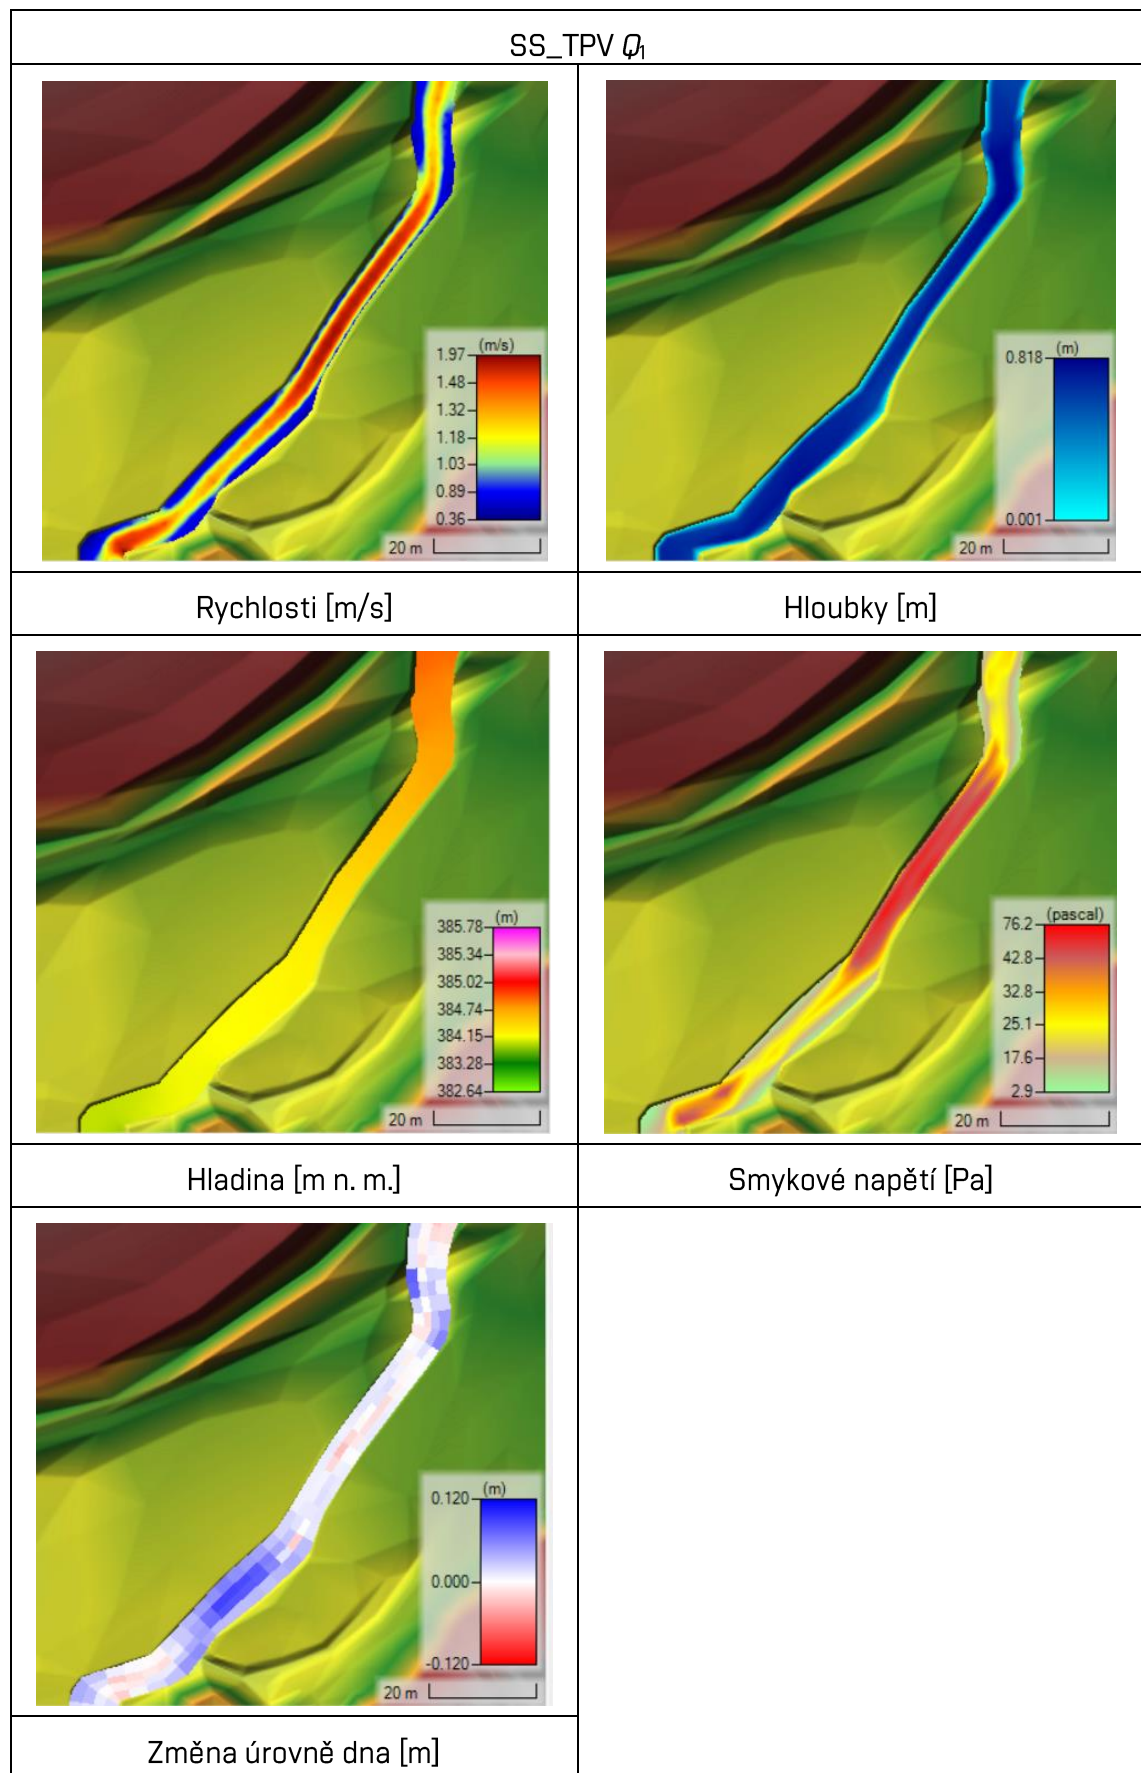 SS_TPV Q1
(m/s)
1.97
1.48
1.32
1.18
1.03
0.89
0.36
20 m
(m)
0.818
0.001
20 m
Rychlosti [m/s]
Hloubky [m]
(m)
385.78
385.34
385.02
384.74
384.15
383.28
382.64
20 m
(pascal)
76.2
42.8
32.8
25.1
17.6
2.9
20 m
Hladina [m n. m.]
Smykové napětí [Pa]
(m)
0.120
0.000
-0.120
20 m
Změna úrovně dna [m]